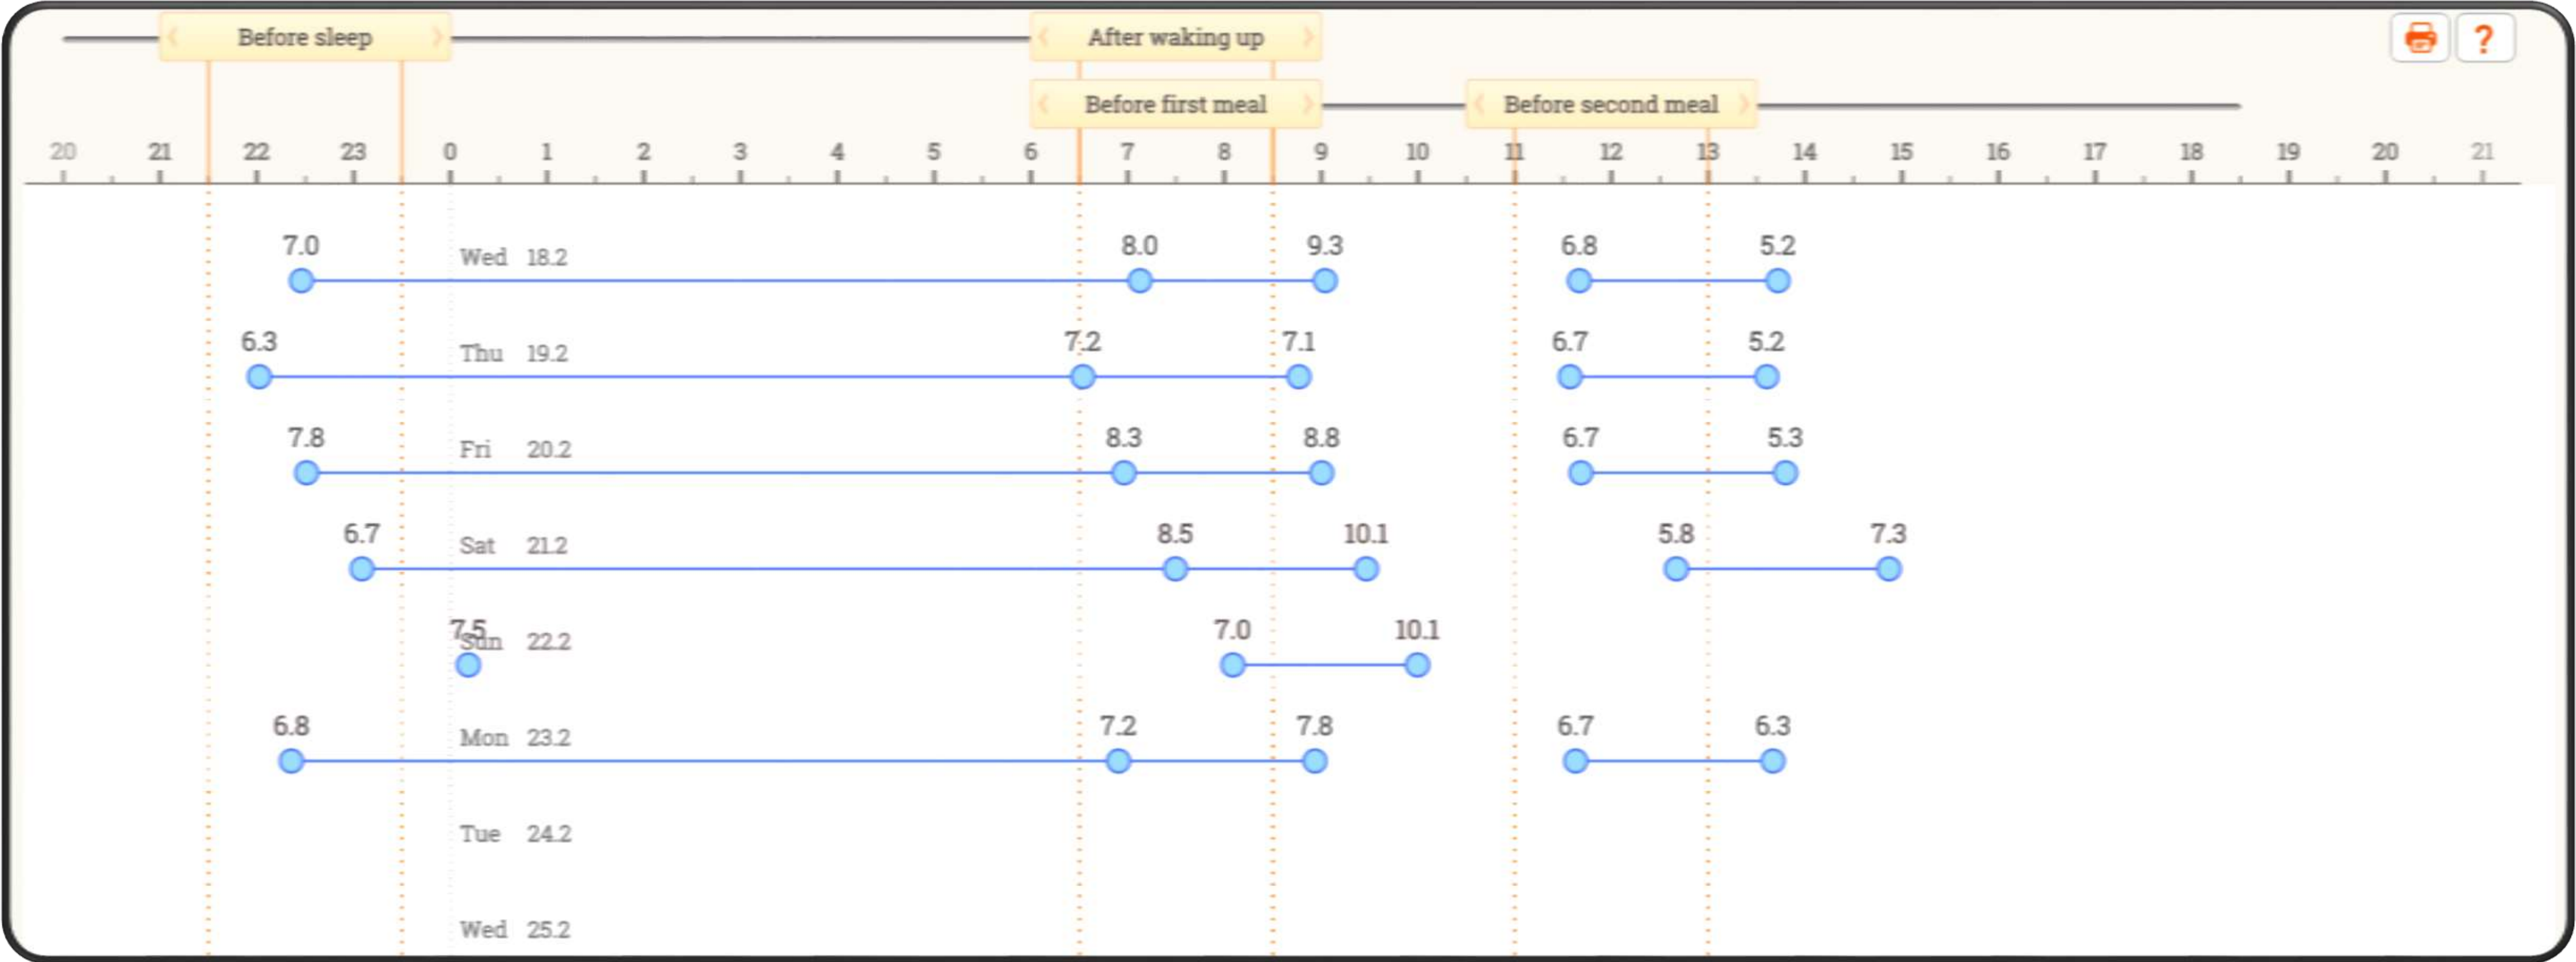 Before sleep After waking up ?
Before first meal Before second meal
20 21 22 23 0 1 2 3 4 5 6 7 8 9 10 11 12 13 14 15 16 17 18 19 20 21
7.0 8.0 9.3 6.8 5.2
Wed 18.2
6.3 7.2 7.1 6.7 5.2
Thu 19.2
7.8 8.3 8.8 6.7 5.3
Fri 20.2
6.7 8.5 10.1 5.8 7.3
Sat 21.2
7.5 7.0 10.1
Sun 22.2
6.8 7.2 7.8 6.7 6.3
Mon 23.2
Tue 24.2
Wed 25.2